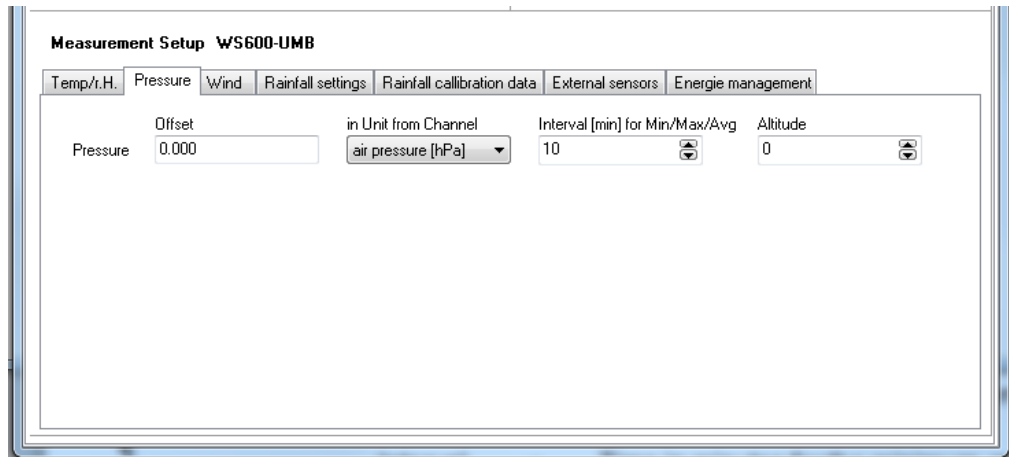 Measurement Setup WS600-UMB
Temp/r.H. Pressure Wind Rainfall settings Rainfall callibration data External sensors Energie management
Offset in Unit from Channel Interval [min] for Min/Max/Avg Altitude
Pressure 0.000 air pressure [hPa] 10 0